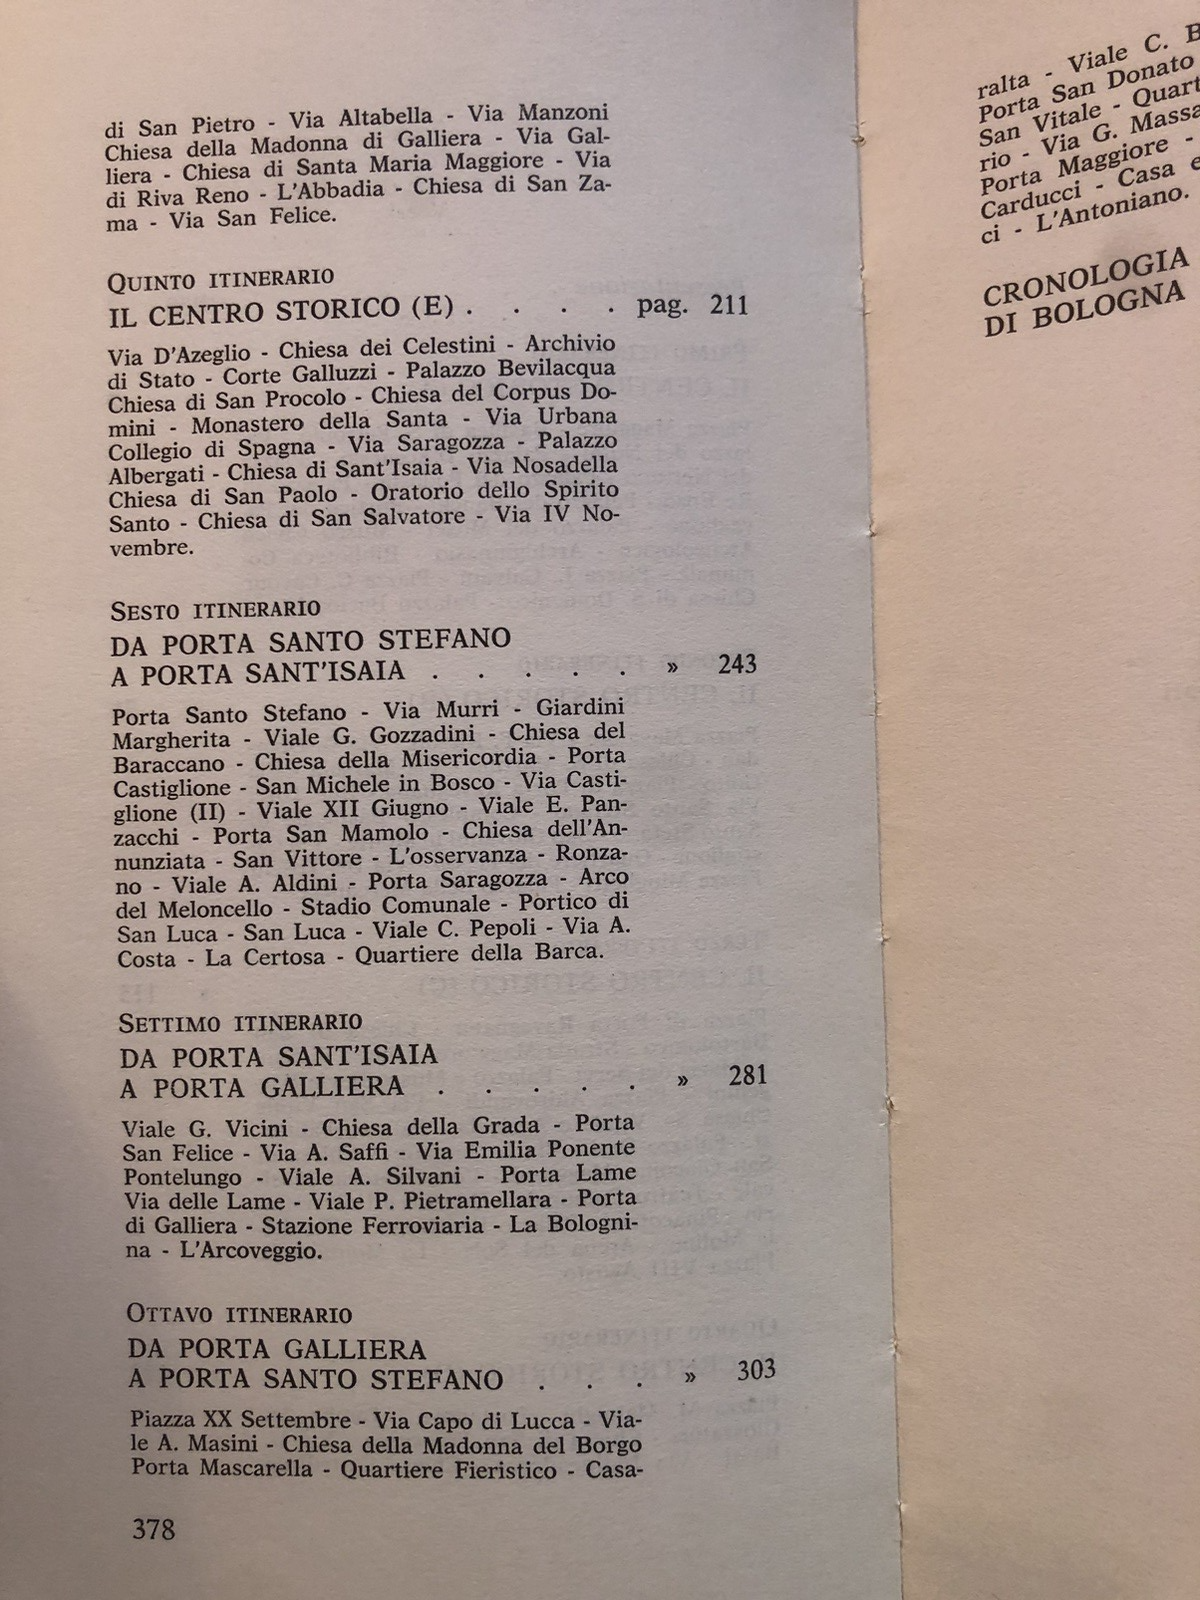 di San Pietro - Via Altabella - Via Manzoni
Chiesa della Madonna di Galliera - Via Gal-
liera - Chiesa di Santa Maria Maggiore - Via
di Riva Reno - L'Abbadia - Chiesa di San Za-
ma - Via San Felice.
QUINTO ITINERARIO
IL CENTRO STORICO (E) . . . . pag. 211
Via D'Azeglio - Chiesa dei Celestini - Archivio
di Stato - Corte Galluzzi - Palazzo Bevilacqua
Chiesa di San Procolo - Chiesa del Corpus Do-
mini - Monastero della Santa - Via Urbana
Collegio di Spagna - Via Saragozza - Palazzo
Albergati - Chiesa di Sant'Isaia - Via Nosadella
Chiesa di San Paolo - Oratorio dello Spirito
Santo - Chiesa di San Salvatore - Via IV No-
vembre.
SESTO ITINERARIO
DA PORTA SANTO STEFANO
A PORTA SANT'ISAIA . . . . . » 243
Porta Santo Stefano - Via Murri - Giardini
Margherita - Viale G. Gozzadini - Chiesa del
Baraccano - Chiesa della Misericordia - Porta
Castiglione - San Michele in Bosco - Via Casti-
glione (II) - Viale XII Giugno - Viale E. Pan-
zacchi - Porta San Mamolo - Chiesa dell'An-
nunziata - San Vittore - L'osservanza - Ronza-
no - Viale A. Aldini - Porta Saragozza - Arco
del Meloncello - Stadio Comunale - Portico di
San Luca - San Luca - Viale C. Pepoli - Via A.
Costa - La Certosa - Quartiere della Barca.
SETTIMO ITINERARIO
DA PORTA SANT'ISAIA
A PORTA GALLIERA . . . . . » 281
Viale G. Vicini - Chiesa della Grada - Porta
San Felice - Via A. Saffi - Via Emilia Ponente
Pontelungo - Viale A. Silvani - Porta Lame
Via delle Lame - Viale P. Pietramellara - Porta
di Galliera - Stazione Ferroviaria - La Bologni-
na - L'Arcoveggio.
OTTAVO ITINERARIO
DA PORTA GALLIERA
A PORTA SANTO STEFANO . . . » 303
Piazza XX Settembre - Via Capo di Lucca - Via-
le A. Masini - Chiesa della Madonna del Borgo
Porta Mascarella - Quartiere Fieristico - Casa-
378
ralta - Viale C. B
Porta San Donato
San Vitale - Quart
rio - Via G. Massa
Porta Maggiore -
Carducci - Casa e
ci - L'Antoniano.
CRONOLOGIA
DI BOLOGNA